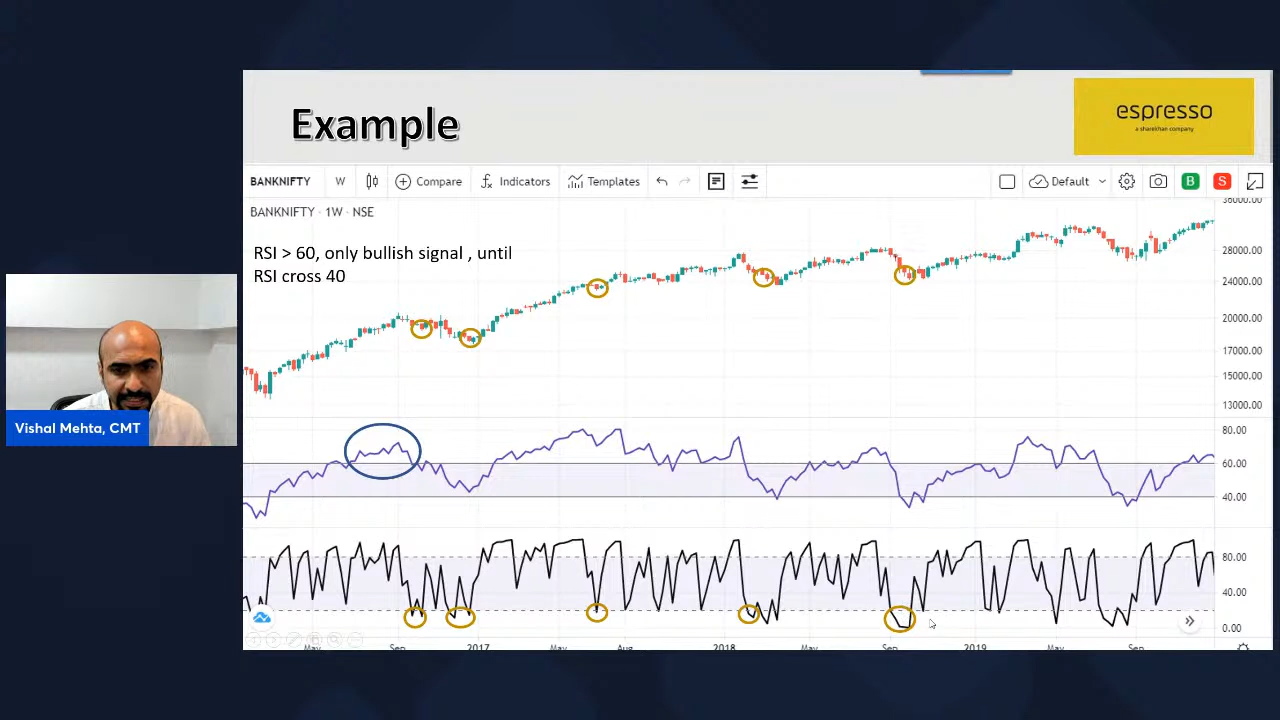 Example
espresso
a sharekhan company
BANKNIFTY W Compare Indicators Templates Default B S
BANKNIFTY · 1W · NSE
36000.00
RSI > 60, only bullish signal , until
RSI cross 40
28000.00
24000.00
20000.00
17000.00
15000.00
13000.00
Vishal Mehta, CMT
80.00
60.00
40.00
80.00
40.00
0.00
May Sep 2017 May Aug 2018 May Sep 2019 May Sep